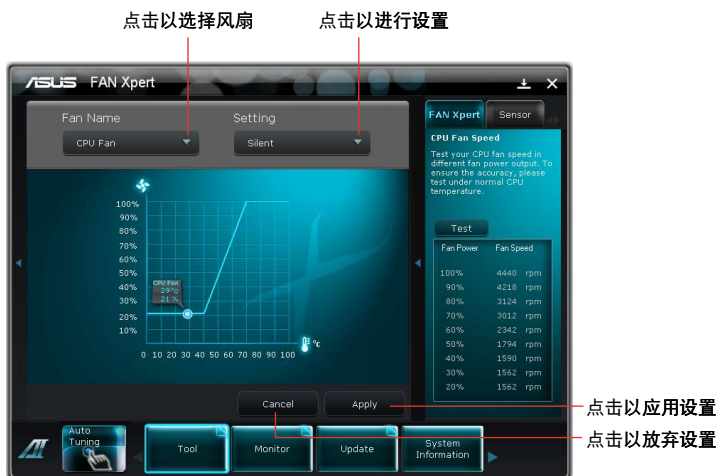 点击以选择风扇
点击以进行设置
ASUS FAN Xpert
Fan Name
Setting
CPU Fan
Silent
100%
90%
80%
70%
60%
50%
40%
30%
20%
10%
CPU Fan
29°c
21 %
0 10 20 30 40 50 60 70 80 90 100
°c
FAN Xpert
Sensor
CPU Fan Speed
Test your CPU fan speed in
different fan power output. To
ensure the accuracy, please
test under normal CPU
temperature.
Test
Fan Power Fan Speed
100% 4440 rpm
90% 4218 rpm
80% 3124 rpm
70% 3012 rpm
60% 2342 rpm
50% 1794 rpm
40% 1590 rpm
30% 1562 rpm
20% 1562 rpm
Cancel
Apply
点击以应用设置
点击以放弃设置
Auto
Tuning
Tool
Monitor
Update
System
Information